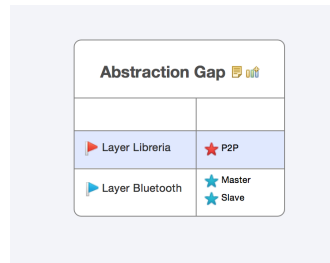 Abstraction Gap
Layer Libreria
P2P
Layer Bluetooth
Master
Slave